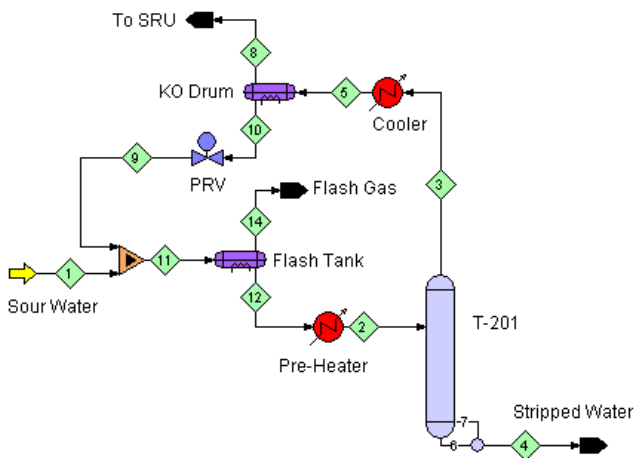 To SRU
8
KO Drum
5
Cooler
10
9
PRV
3
14
Flash Gas
1
11
Flash Tank
Sour Water
12
2
Pre-Heater
T-201
Stripped Water
7
6
4